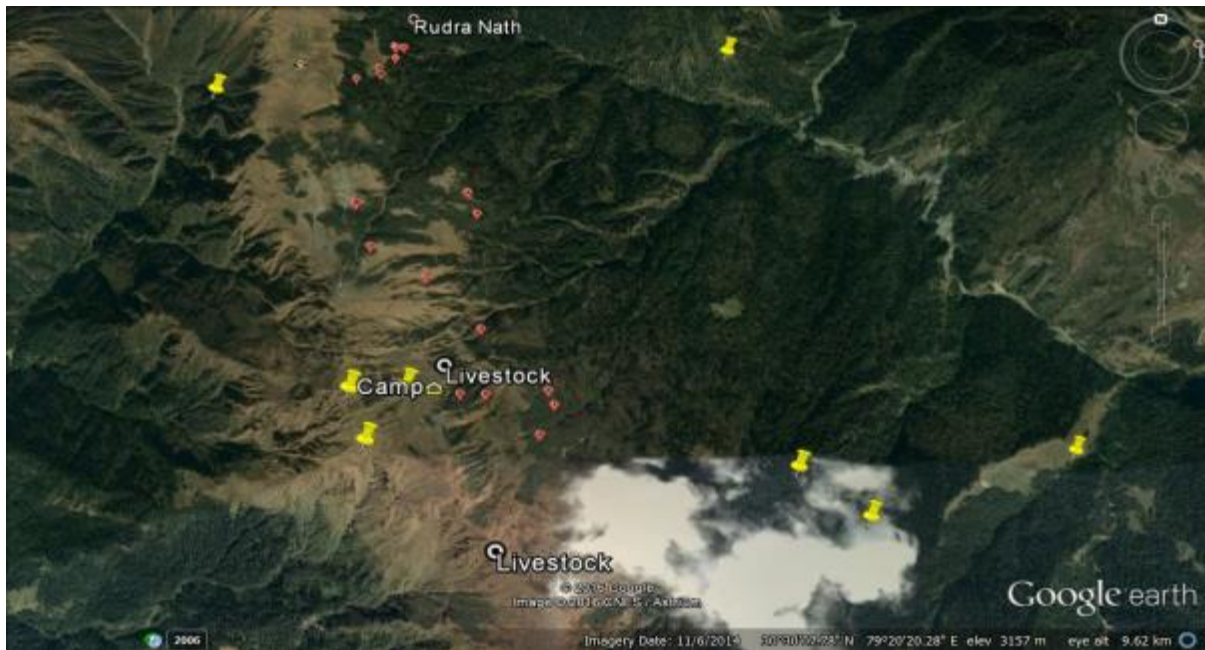 Rudra Nath
N
Livestock
Camp
Livestock
Google earth
2006
Imagery Date: 11/6/2014 79°20'20.28" E elev 3157 m eye alt 9.62 km